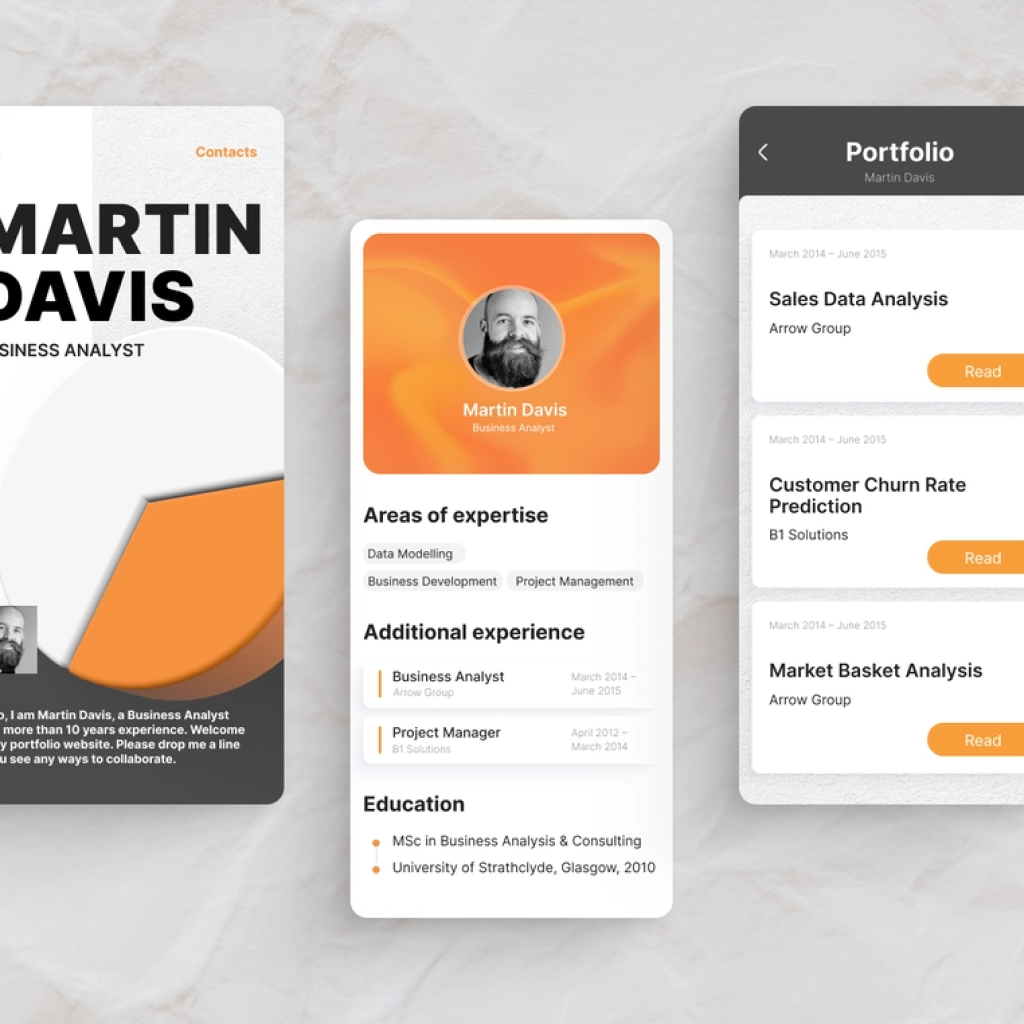 Contacts
MARTIN
DAVIS
SINESS ANALYST
, I am Martin Davis, a Business Analyst
more than 10 years experience. Welcome
y portfolio website. Please drop me a line
u see any ways to collaborate.
Martin Davis
Business Analyst
Areas of expertise
Data Modelling
Business Development Project Management
Additional experience
Business Analyst March 2014 –
Arrow Group June 2015
Project Manager April 2012 –
B1 Solutions March 2014
Education
MSc in Business Analysis & Consulting
University of Strathclyde, Glasgow, 2010
Portfolio
Martin Davis
March 2014 – June 2015
Sales Data Analysis
Arrow Group
Read
March 2014 – June 2015
Customer Churn Rate
Prediction
B1 Solutions
Read
March 2014 – June 2015
Market Basket Analysis
Arrow Group
Read